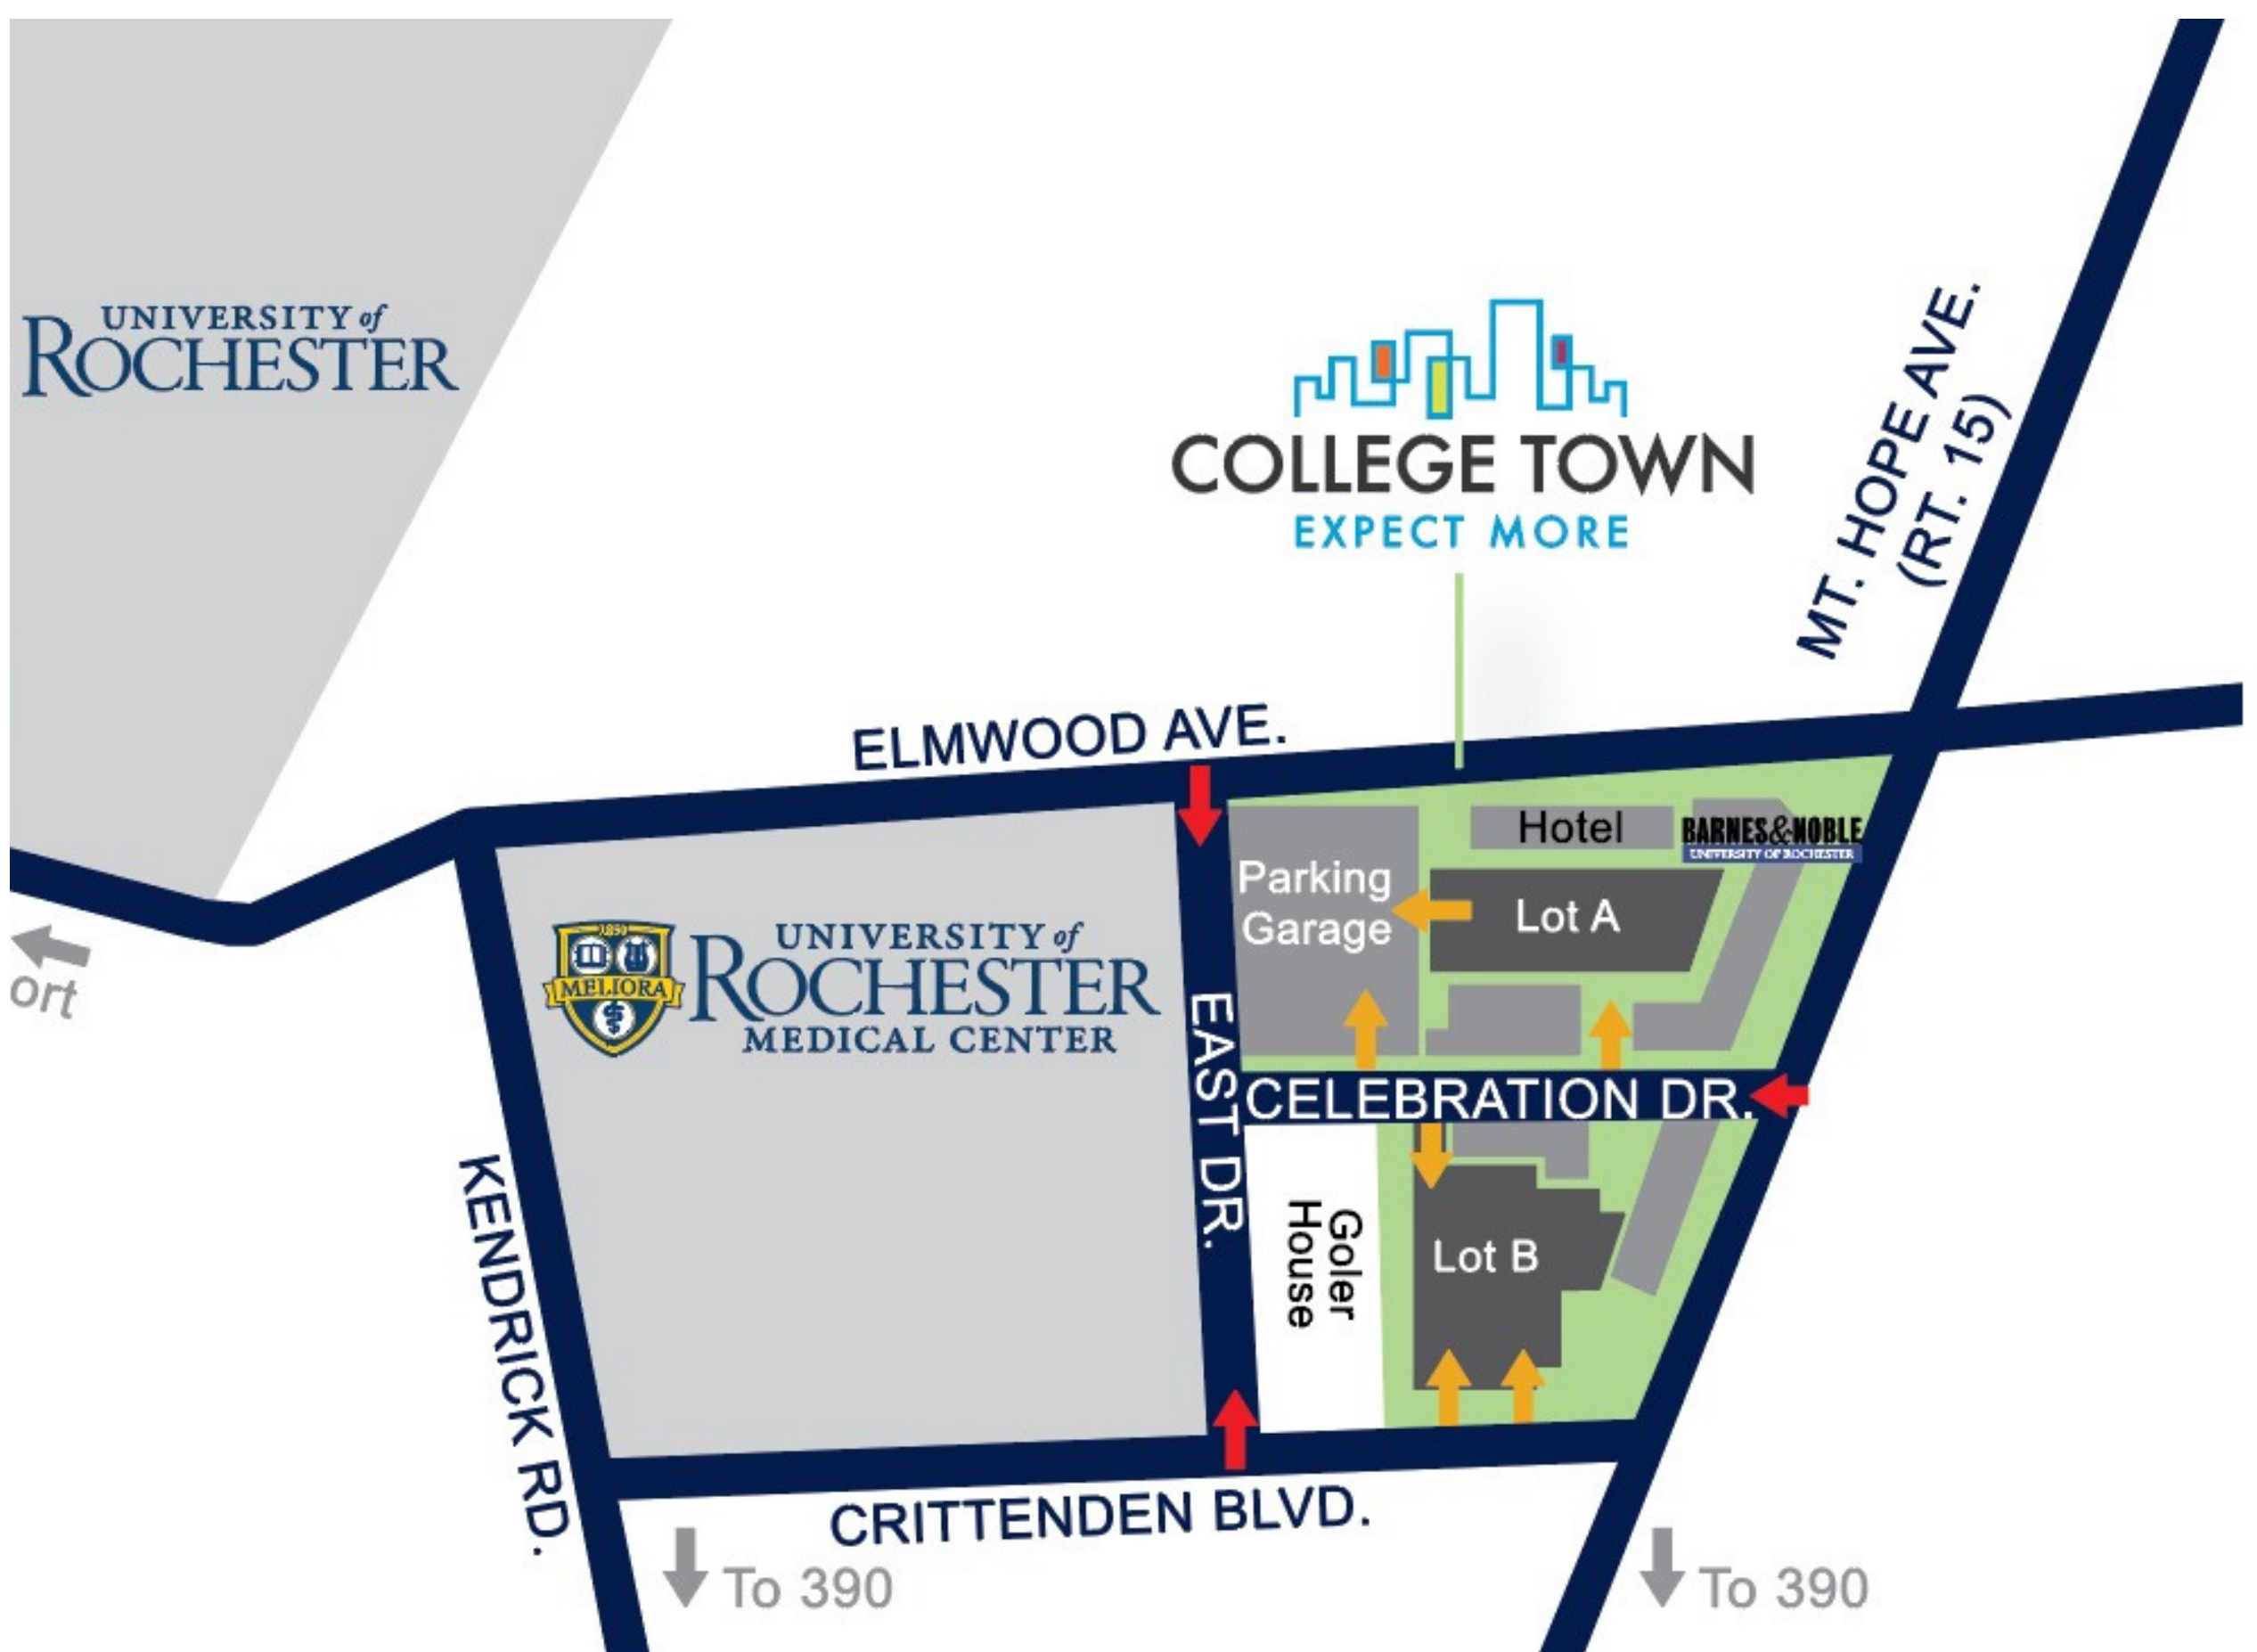 UNIVERSITY of
ROCHESTER
COLLEGE TOWN
EXPECT MORE
MT. HOPE AVE.
(RT. 15)
ELMWOOD AVE.
Hotel
BARNES&NOBLE
UNIVERSITY OF ROCHESTER
Parking
Garage
Lot A
1850
MELIORA
UNIVERSITY of
ROCHESTER
MEDICAL CENTER
ort
EAST DR.
CELEBRATION DR.
KENDRICK RD.
Goler
House
Lot B
CRITTENDEN BLVD.
To 390
To 390